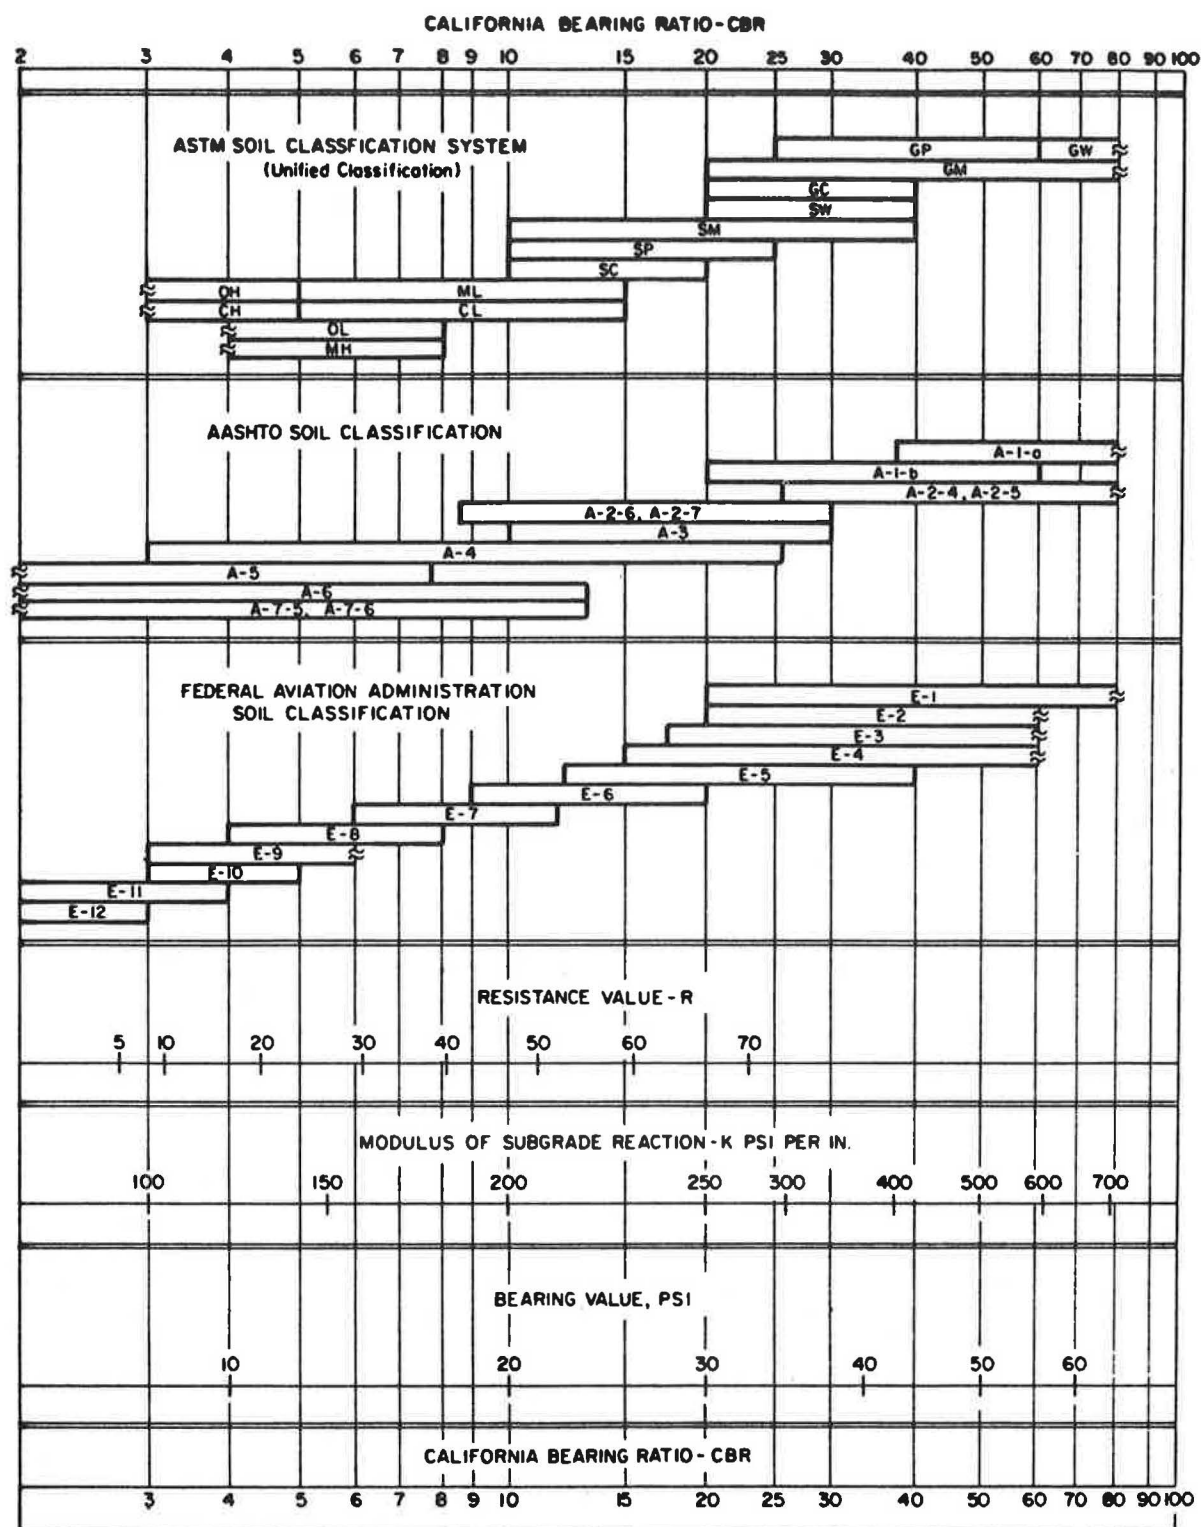 CALIFORNIA BEARING RATIO-CBR
2 3 4 5 6 7 8 9 10 15 20 25 30 40 50 60 70 80 100
ASTM SOIL CLASSFICATION SYSTEM
(Unified Classification)
GP GW
GM
GC
SW
SM
SP
SC
OH ML
CH CL
OL
MH
AASHTO SOIL CLASSIFICATION
A-1-a
A-1-b
A-2-4, A-2-5
A-2-6, A-2-7
A-3
A-4
A-5
A-6
A-7-5, A-7-6
FEDERAL AVIATION ADMINISTRATION
SOIL CLASSIFICATION
E-1
E-2
E-3
E-4
E-5
E-6
E-7
E-8
E-9
E-10
E-11
E-12
RESISTANCE VALUE-R
5 10 20 30 40 50 60 70
MODULUS OF SUBGRADE REACTION-K PSI PER IN.
100 150 200 250 300 400 500 600 700
BEARING VALUE, PSI
10 20 30 40 50 60
CALIFORNIA BEARING RATIO-CBR
3 4 5 6 7 8 9 10 15 20 25 30 40 50 60 70 80 90 100